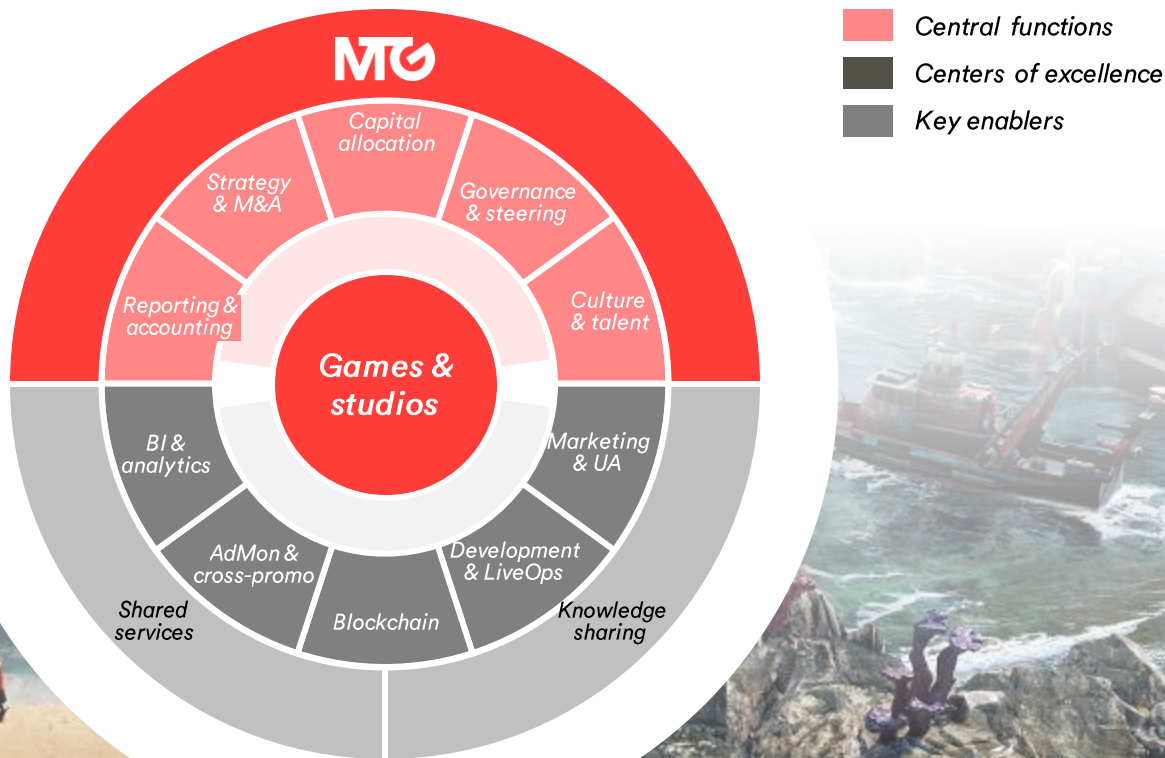 MTG
Central functions
Centers of excellence
Key enablers
Capital
allocation
Strategy
& M&A
Governance
& steering
Reporting &
accounting
Culture
& talent
Games &
studios
BI &
analytics
Marketing
& UA
AdMon &
cross-promo
Development
& LiveOps
Blockchain
Shared
services
Knowledge
sharing